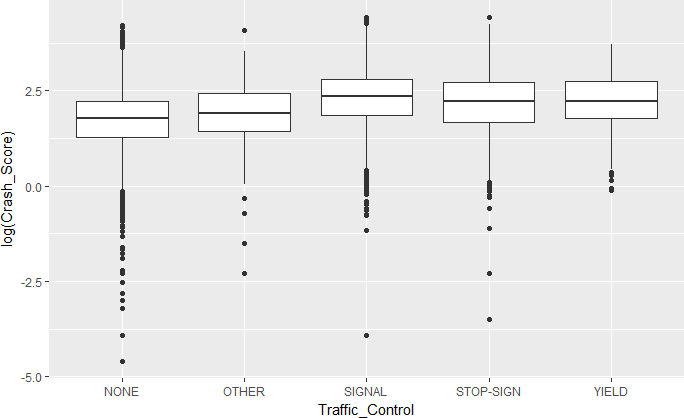 log(Crash_Score)
2.5
0.0
-2.5
-5.0
NONE OTHER SIGNAL STOP-SIGN YIELD
Traffic_Control